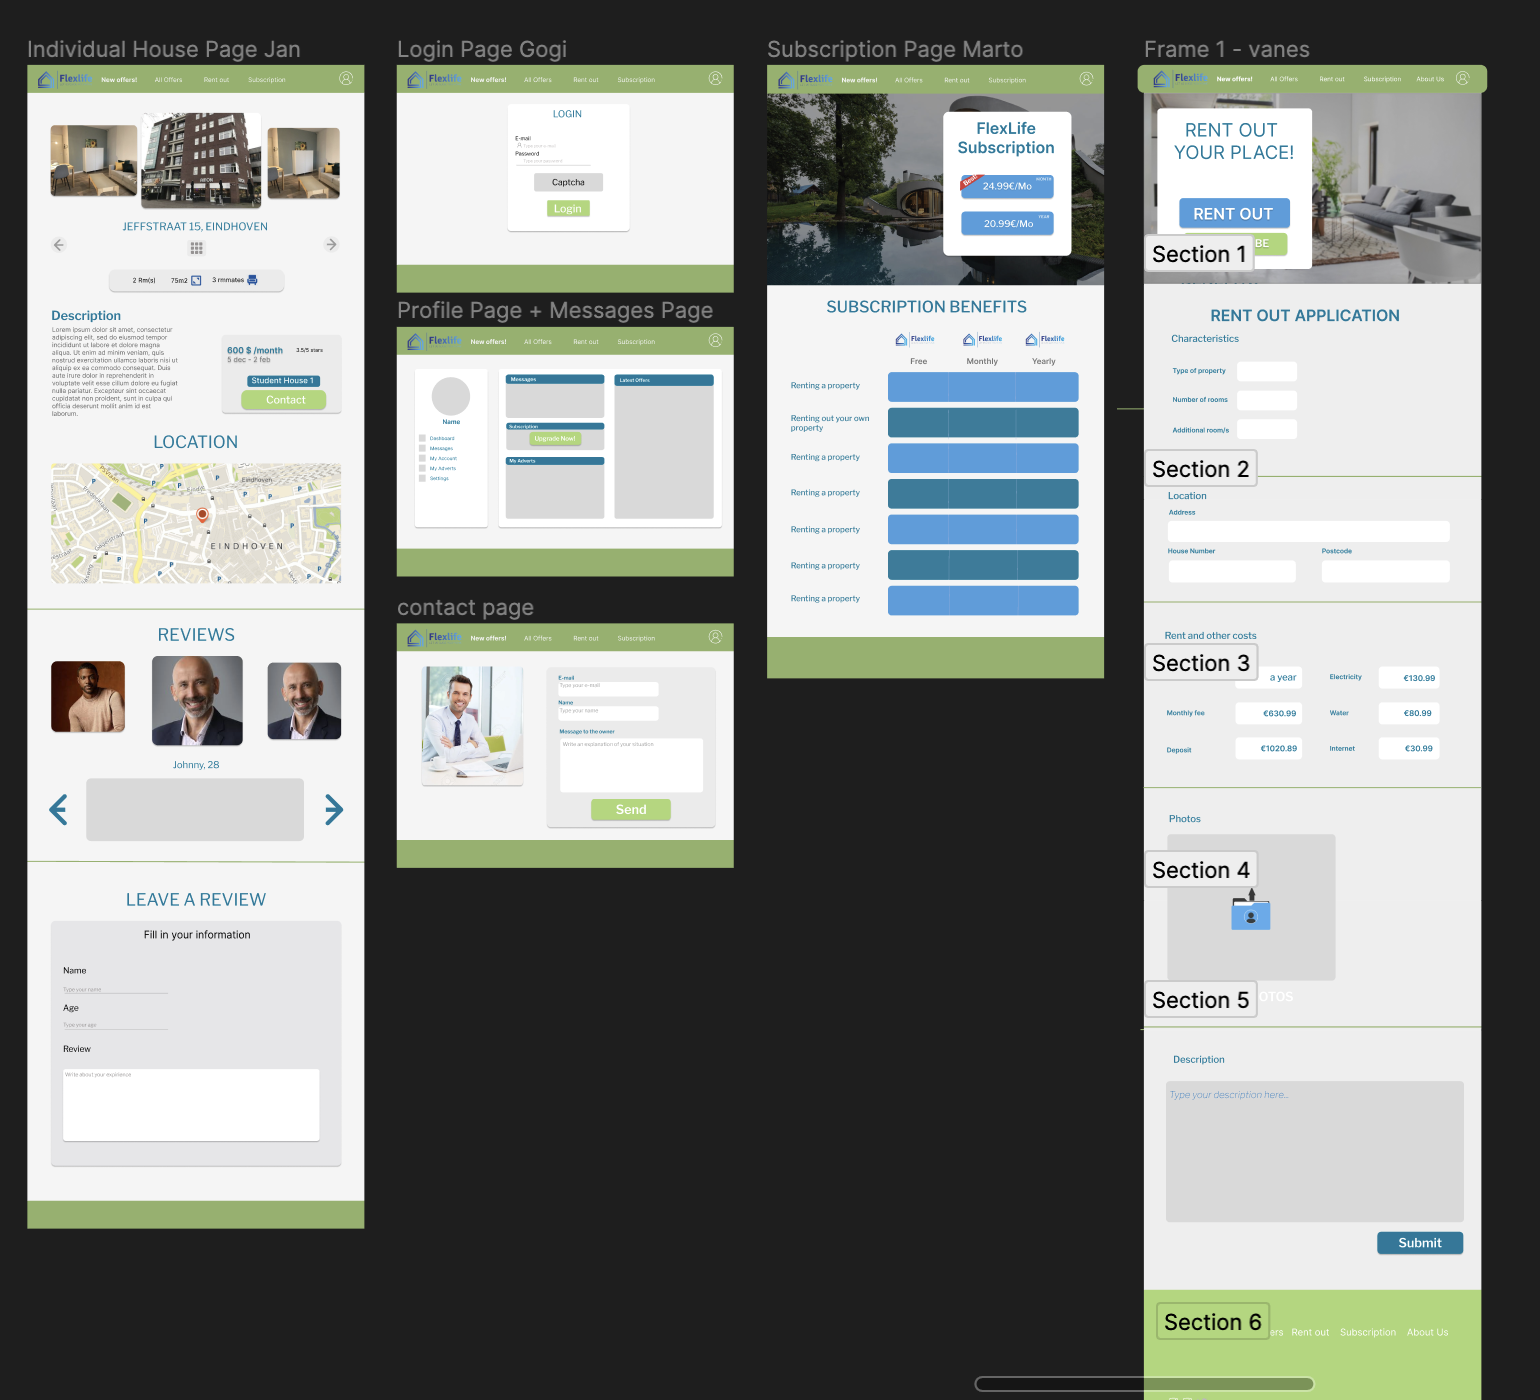 Individual House Page Jan
Flexlife
New offers!
All Offers
Rent out
Subscription
JEFFSTRAAT 15, EINDHOVEN
2 Rm(s)
75m2
3 rmmates
Description
Lorem ipsum dolor sit amet, consectetur
adipiscing elit, sed do eiusmod tempor
incididunt ut labore et dolore magna
aliqua. Ut enim ad minim veniam, quis
nostrud exercitation ullamco laboris nisi ut
aliquip ex ea commodo consequat. Duis
aute irure dolor in reprehenderit in
voluptate velit esse cillum dolore eu fugiat
nulla pariatur. Excepteur sint occaecat
cupidatat non proident, sunt in culpa qui
officia deserunt mollit anim id est
laborum.
600 $ /month
3.5/5 stars
5 dec - 2 feb
Student House 1
Contact
LOCATION
Eindhoven
EINDHOVEN
REVIEWS
Johnny, 28
LEAVE A REVIEW
Fill in your information
Name
Type your name
Age
Type your age
Review
Write about your expirience
Login Page Gogi
Flexlife
New offers!
All Offers
Rent out
Subscription
LOGIN
E-mail
Type your e-mail
Password
Type your password
Captcha
Login
Profile Page + Messages Page
Flexlife
New offers!
All Offers
Rent out
Subscription
Name
Dashboard
Messages
My Account
My Adverts
Settings
Messages
Subscription
Upgrade Now!
My Adverts
Latest Offers
contact page
Flexlife
New offers!
All Offers
Rent out
Subscription
E-mail
Type your e-mail
Name
Type your name
Message to the owner
Write an explanation of your situation
Send
Subscription Page Marto
Flexlife
New offers!
All Offers
Rent out
Subscription
FlexLife
Subscription
Best!
MONTH
24.99€/Mo
YEAR
20.99€/Mo
SUBSCRIPTION BENEFITS
Flexlife
Flexlife
Flexlife
Free
Monthly
Yearly
Renting a property
Renting out your own
property
Renting a property
Renting a property
Renting a property
Renting a property
Renting a property
Frame 1 - vanes
Flexlife
New offers!
All Offers
Rent out
Subscription
About Us
RENT OUT
YOUR PLACE!
RENT OUT
BE
Section 1
RENT OUT APPLICATION
Characteristics
Type of property
Number of rooms
Additional room/s
Section 2
Location
Address
House Number
Postcode
Rent and other costs
Section 3
a year
Electricity
€130.99
Monthly fee
€630.99
Water
€80.99
Deposit
€1020.89
Internet
€30.99
Photos
Section 4
Section 5
OTOS
Description
Type your description here..
Submit
Section 6
ers
Rent out
Subscription
About Us